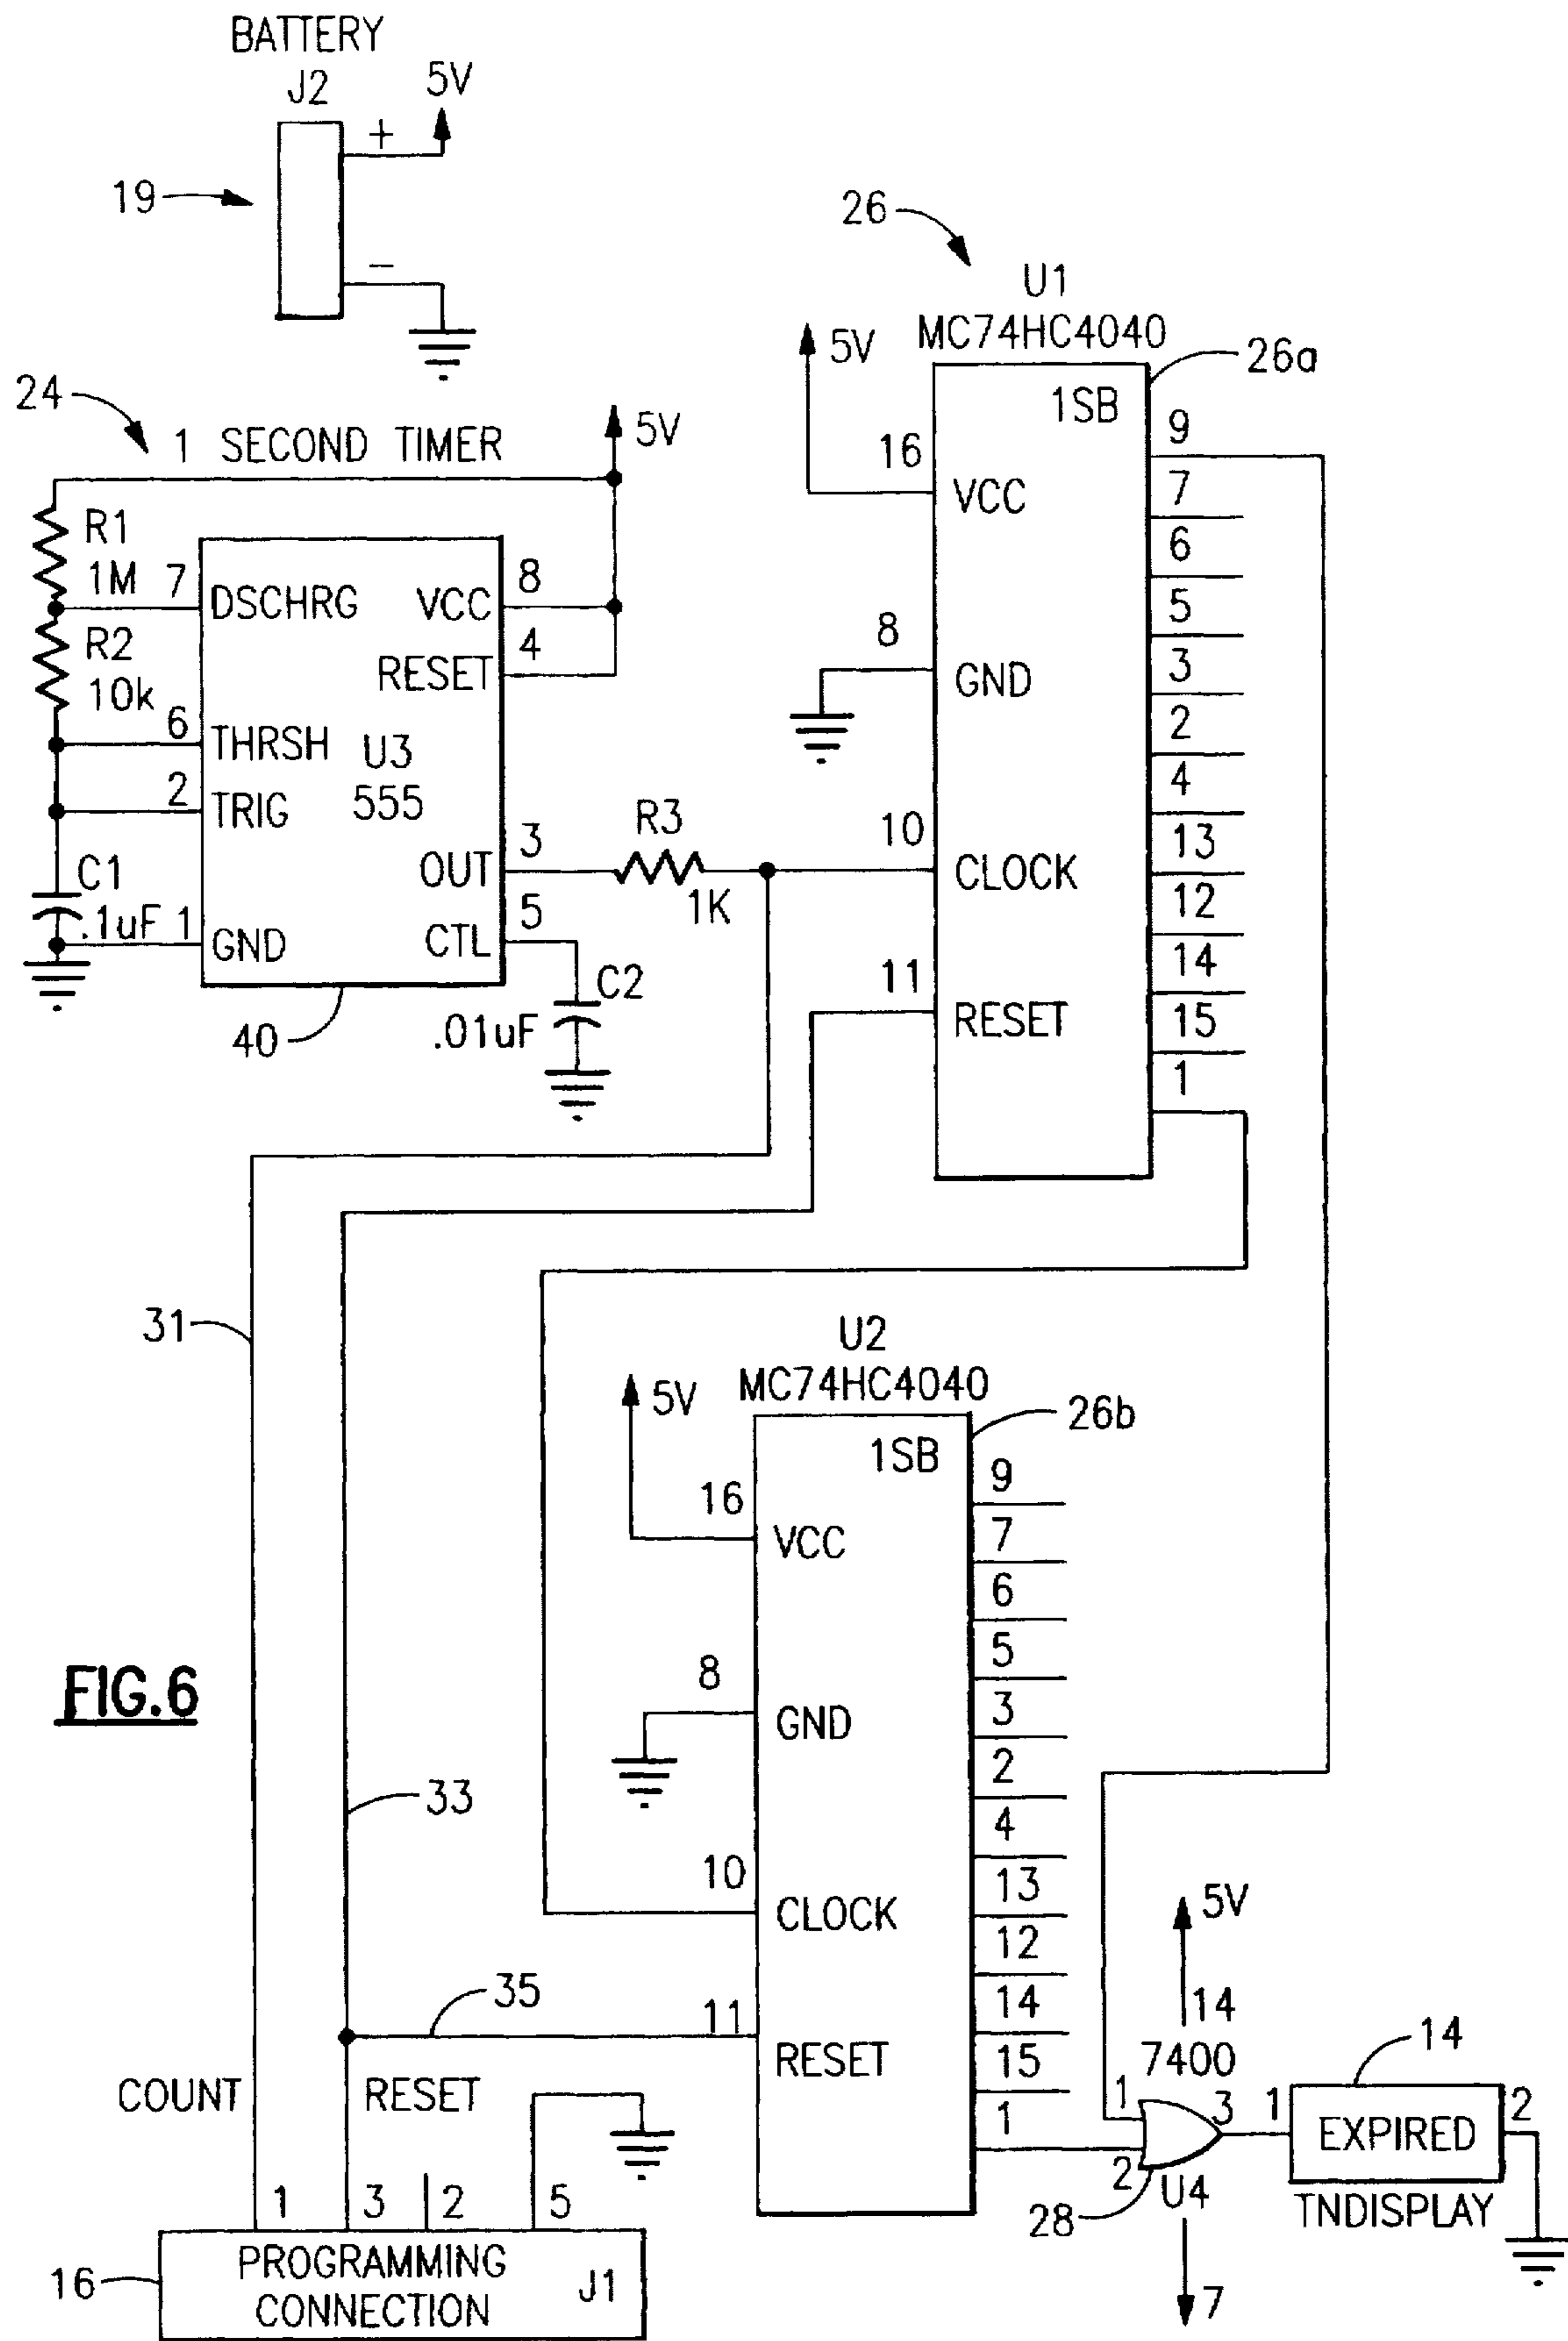 BATTERY
J2
5V
+
19
−
24
1 SECOND TIMER
5V
R1
1M
7
DSCHRG
VCC
8
R2
10k
RESET
4
6
THRSH
U3
555
2
TRIG
OUT
3
R3
1K
C1
.1uF
1
GND
CTL
5
C2
.01uF
40
26
U1
MC74HC4040
26a
5V
1SB
16
VCC
8
GND
10
CLOCK
11
RESET
9
7
6
5
3
2
4
13
12
14
15
1
31
U2
MC74HC4040
26b
5V
1SB
16
VCC
8
GND
10
CLOCK
11
RESET
9
7
6
5
3
2
4
13
12
14
15
1
FIG.6
33
35
COUNT
RESET
1
3
2
5
16
PROGRAMMING
CONNECTION
J1
5V
14
7400
1
2
3
28
U4
7
14
1
EXPIRED
2
TNDISPLAY